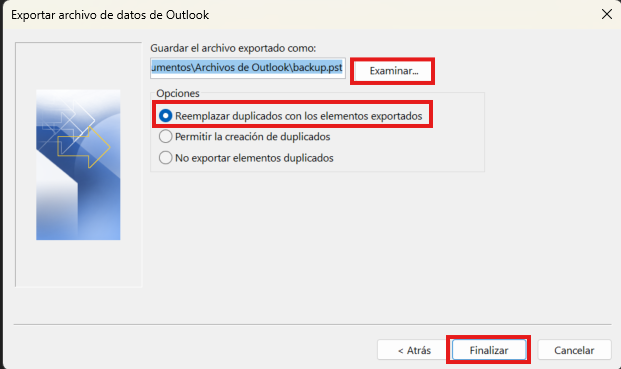 Exportar archivo de datos de Outlook
Guardar el archivo exportado como:
umentos\Archivos de Outlook\backup.pst
Examinar...
Opciones
Reemplazar duplicados con los elementos exportados
Permitir la creación de duplicados
No exportar elementos duplicados
< Atrás
Finalizar
Cancelar